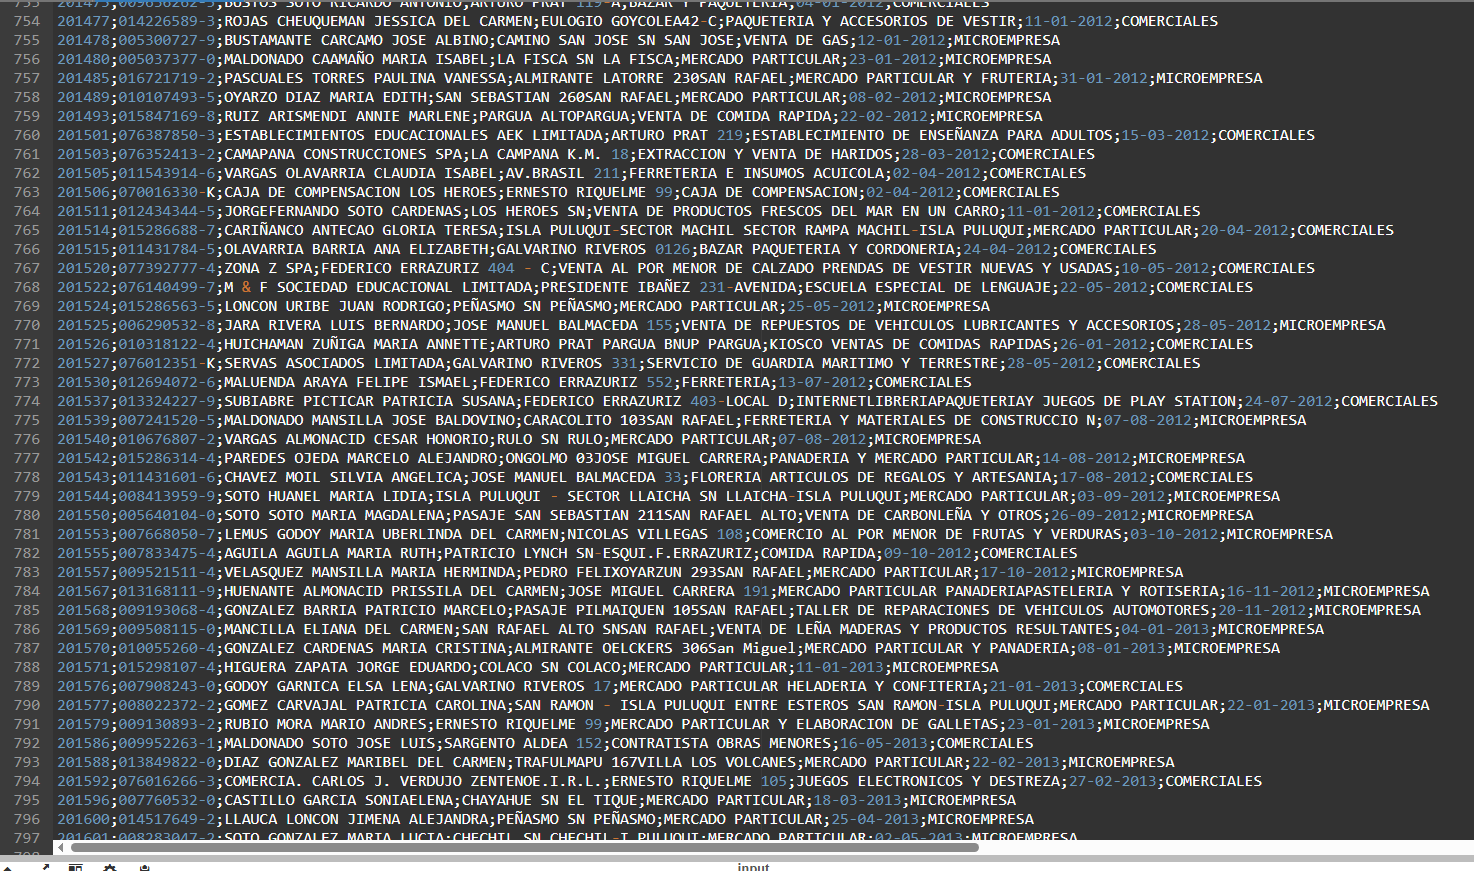 753 201475;009656262-5;BUSTOS SOTO RICARDO ANTONIO;ARTURO PRAT 119-A;BAZAR Y PAQUETERIA;04-01-2012;COMERCIALES
754 201477;014226589-3;ROJAS CHEUQUEMAN JESSICA DEL CARMEN;EULOGIO GOYCOLEA42-C;PAQUETERIA Y ACCESORIOS DE VESTIR;11-01-2012;COMERCIALES
755 201478;005300727-9;BUSTAMANTE CARCAMO JOSE ALBINO;CAMINO SAN JOSE SN SAN JOSE;VENTA DE GAS;12-01-2012;MICROEMPRESA
756 201480;005037377-0;MALDONADO CAAMAÑO MARIA ISABEL;LA FISCA SN LA FISCA;MERCADO PARTICULAR;23-01-2012;MICROEMPRESA
757 201485;016721719-2;PASCUALES TORRES PAULINA VANESSA;ALMIRANTE LATORRE 230SAN RAFAEL;MERCADO PARTICULAR Y FRUTERIA;31-01-2012;MICROEMPRESA
758 201489;010107493-5;OYARZO DIAZ MARIA EDITH;SAN SEBASTIAN 260SAN RAFAEL;MERCADO PARTICULAR;08-02-2012;MICROEMPRESA
759 201493;015847169-8;RUIZ ARISMENDI ANNIE MARLENE;PARGUA ALTOPARGUA;VENTA DE COMIDA RAPIDA;22-02-2012;MICROEMPRESA
760 201501;076387850-3;ESTABLECIMIENTOS EDUCACIONALES AEK LIMITADA;ARTURO PRAT 219;ESTABLECIMIENTO DE ENSEÑANZA PARA ADULTOS;15-03-2012;COMERCIALES
761 201503;076352413-2;CAMAPANA CONSTRUCCIONES SPA;LA CAMPANA K.M. 18;EXTRACCION Y VENTA DE HARIDOS;28-03-2012;COMERCIALES
762 201505;011543914-6;VARGAS OLAVARRIA CLAUDIA ISABEL;AV.BRASIL 211;FERRETERIA E INSUMOS ACUICOLA;02-04-2012;COMERCIALES
763 201506;070016330-K;CAJA DE COMPENSACION LOS HEROES;ERNESTO RIQUELME 99;CAJA DE COMPENSACION;02-04-2012;COMERCIALES
764 201511;012434344-5;JORGEFERNANDO SOTO CARDENAS;LOS HEROES SN;VENTA DE PRODUCTOS FRESCOS DEL MAR EN UN CARRO;11-01-2012;COMERCIALES
765 201514;015286688-7;CARIÑANCO ANTECAO GLORIA TERESA;ISLA PULUQUI-SECTOR MACHIL SECTOR RAMPA MACHIL-ISLA PULUQUI;MERCADO PARTICULAR;20-04-2012;COMERCIALES
766 201515;011431784-5;OLAVARRIA BARRIA ANA ELIZABETH;GALVARINO RIVEROS 0126;BAZAR PAQUETERIA Y CORDONERIA;24-04-2012;COMERCIALES
767 201520;077392777-4;ZONA Z SPA;FEDERICO ERRAZURIZ 404 - C;VENTA AL POR MENOR DE CALZADO PRENDAS DE VESTIR NUEVAS Y USADAS;10-05-2012;COMERCIALES
768 201522;076140499-7;M & F SOCIEDAD EDUCACIONAL LIMITADA;PRESIDENTE IBAÑEZ 231-AVENIDA;ESCUELA ESPECIAL DE LENGUAJE;22-05-2012;COMERCIALES
769 201524;015286563-5;LONCON URIBE JUAN RODRIGO;PEÑASMO SN PEÑASMO;MERCADO PARTICULAR;25-05-2012;MICROEMPRESA
770 201525;006290532-8;JARA RIVERA LUIS BERNARDO;JOSE MANUEL BALMACEDA 155;VENTA DE REPUESTOS DE VEHICULOS LUBRICANTES Y ACCESORIOS;28-05-2012;MICROEMPRESA
771 201526;010318122-4;HUICHAMAN ZUÑIGA MARIA ANNETTE;ARTURO PRAT PARGUA BNUP PARGUA;KIOSCO VENTAS DE COMIDAS RAPIDAS;26-01-2012;COMERCIALES
772 201527;076012351-K;SERVAS ASOCIADOS LIMITADA;GALVARINO RIVEROS 331;SERVICIO DE GUARDIA MARITIMO Y TERRESTRE;28-05-2012;COMERCIALES
773 201530;012694072-6;MALUENDA ARAYA FELIPE ISMAEL;FEDERICO ERRAZURIZ 552;FERRETERIA;13-07-2012;COMERCIALES
774 201537;013324227-9;SUBIABRE PICTICAR PATRICIA SUSANA;FEDERICO ERRAZURIZ 403-LOCAL D;INTERNETLIBRERIAPAQUETERIAY JUEGOS DE PLAY STATION;24-07-2012;COMERCIALES
775 201539;007241520-5;MALDONADO MANSILLA JOSE BALDOVINO;CARACOLITO 103SAN RAFAEL;FERRETERIA Y MATERIALES DE CONSTRUCCIO N;07-08-2012;MICROEMPRESA
776 201540;010676807-2;VARGAS ALMONACID CESAR HONORIO;RULO SN RULO;MERCADO PARTICULAR;07-08-2012;MICROEMPRESA
777 201542;015286314-4;PAREDES OJEDA MARCELO ALEJANDRO;ONGOLMO 03JOSE MIGUEL CARRERA;PANADERIA Y MERCADO PARTICULAR;14-08-2012;MICROEMPRESA
778 201543;011431601-6;CHAVEZ MOIL SILVIA ANGELICA;JOSE MANUEL BALMACEDA 33;FLORERIA ARTICULOS DE REGALOS Y ARTESANIA;17-08-2012;COMERCIALES
779 201544;008413959-9;SOTO HUANEL MARIA LIDIA;ISLA PULUQUI - SECTOR LLAICHA SN LLAICHA-ISLA PULUQUI;MERCADO PARTICULAR;03-09-2012;MICROEMPRESA
780 201550;005640104-0;SOTO SOTO MARIA MAGDALENA;PASAJE SAN SEBASTIAN 211SAN RAFAEL ALTO;VENTA DE CARBONLEÑA Y OTROS;26-09-2012;MICROEMPRESA
781 201553;007668050-7;LEMUS GODOY MARIA UBERLINDA DEL CARMEN;NICOLAS VILLEGAS 108;COMERCIO AL POR MENOR DE FRUTAS Y VERDURAS;03-10-2012;MICROEMPRESA
782 201555;007833475-4;AGUILA AGUILA MARIA RUTH;PATRICIO LYNCH SN-ESQUI.F.ERRAZURIZ;COMIDA RAPIDA;09-10-2012;COMERCIALES
783 201557;009521511-4;VELASQUEZ MANSILLA MARIA HERMINDA;PEDRO FELIXOYARZUN 293SAN RAFAEL;MERCADO PARTICULAR;17-10-2012;MICROEMPRESA
784 201567;013168111-9;HUENANTE ALMONACID PRISSILA DEL CARMEN;JOSE MIGUEL CARRERA 191;MERCADO PARTICULAR PANADERIAPASTELERIA Y ROTISERIA;16-11-2012;MICROEMPRESA
785 201568;009193068-4;GONZALEZ BARRIA PATRICIO MARCELO;PASAJE PILMAIQUEN 105SAN RAFAEL;TALLER DE REPARACIONES DE VEHICULOS AUTOMOTORES;20-11-2012;MICROEMPRESA
786 201569;009508115-0;MANCILLA ELIANA DEL CARMEN;SAN RAFAEL ALTO SNSAN RAFAEL;VENTA DE LEÑA MADERAS Y PRODUCTOS RESULTANTES;04-01-2013;MICROEMPRESA
787 201570;010055260-4;GONZALEZ CARDENAS MARIA CRISTINA;ALMIRANTE OELCKERS 306San Miguel;MERCADO PARTICULAR Y PANADERIA;08-01-2013;MICROEMPRESA
788 201571;015298107-4;HIGUERA ZAPATA JORGE EDUARDO;COLACO SN COLACO;MERCADO PARTICULAR;11-01-2013;MICROEMPRESA
789 201576;007908243-0;GODOY GARNICA ELSA LENA;GALVARINO RIVEROS 17;MERCADO PARTICULAR HELADERIA Y CONFITERIA;21-01-2013;COMERCIALES
790 201577;008022372-2;GOMEZ CARVAJAL PATRICIA CAROLINA;SAN RAMON - ISLA PULUQUI ENTRE ESTEROS SAN RAMON-ISLA PULUQUI;MERCADO PARTICULAR;22-01-2013;MICROEMPRESA
791 201579;009130893-2;RUBIO MORA MARIO ANDRES;ERNESTO RIQUELME 99;MERCADO PARTICULAR Y ELABORACION DE GALLETAS;23-01-2013;MICROEMPRESA
792 201586;009952263-1;MALDONADO SOTO JOSE LUIS;SARGENTO ALDEA 152;CONTRATISTA OBRAS MENORES;16-05-2013;COMERCIALES
793 201588;013849822-0;DIAZ GONZALEZ MARIBEL DEL CARMEN;TRAFULMAPU 167VILLA LOS VOLCANES;MERCADO PARTICULAR;22-02-2013;MICROEMPRESA
794 201592;076016266-3;COMERCIA. CARLOS J. VERDUJO ZENTENOE.I.R.L.;ERNESTO RIQUELME 105;JUEGOS ELECTRONICOS Y DESTREZA;27-02-2013;COMERCIALES
795 201596;007760532-0;CASTILLO GARCIA SONIAELENA;CHAYAHUE SN EL TIQUE;MERCADO PARTICULAR;18-03-2013;MICROEMPRESA
796 201600;014517649-2;LLAUCA LONCON JIMENA ALEJANDRA;PEÑASMO SN PEÑASMO;MERCADO PARTICULAR;25-04-2013;MICROEMPRESA
797 201601;008283047-2;SOTO GONZALEZ MARIA LUCIA;CHECHIL SN CHECHIL-I PULUQUI;MERCADO PARTICULAR;02-05-2013;MICROEMPRESA
input